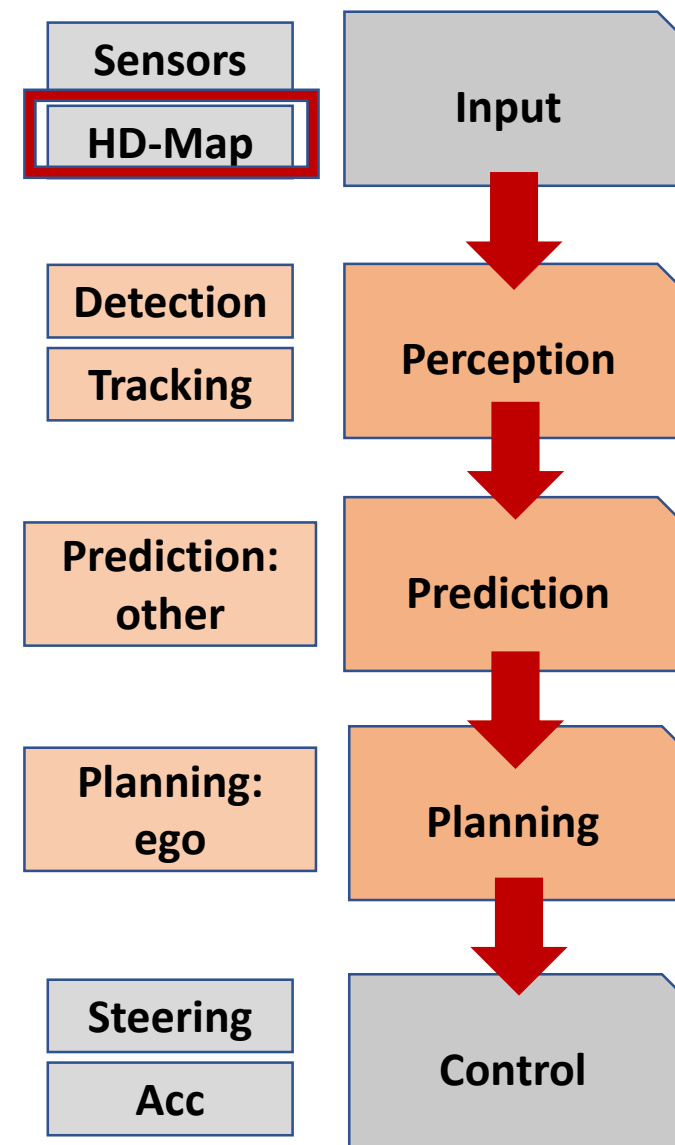 Sensors
HD-Map
Input
Detection
Tracking
Perception
Prediction:
other
Prediction
Planning:
ego
Planning
Steering
Acc
Control